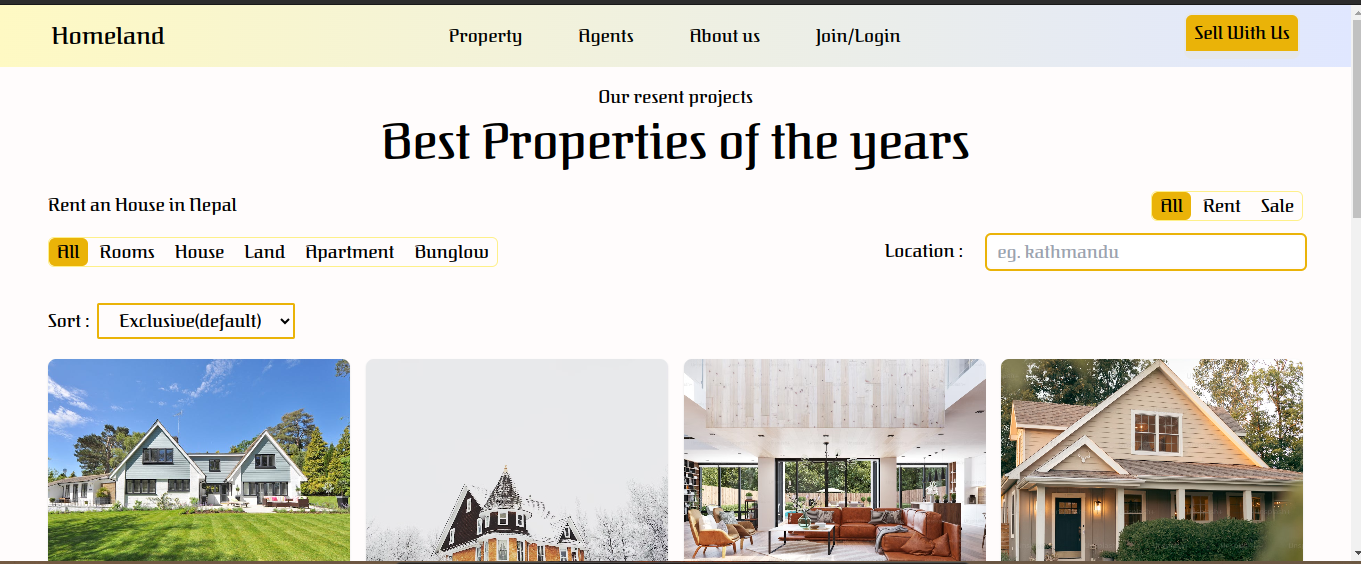 Homeland Property Agents About us Join/Login Sell With Us
Our resent projects
Best Properties of the years
Rent an House in Nepal All Rent Sale
All Rooms House Land Apartment Bunglow Location : eg. kathmandu
Sort : Exclusive(default)